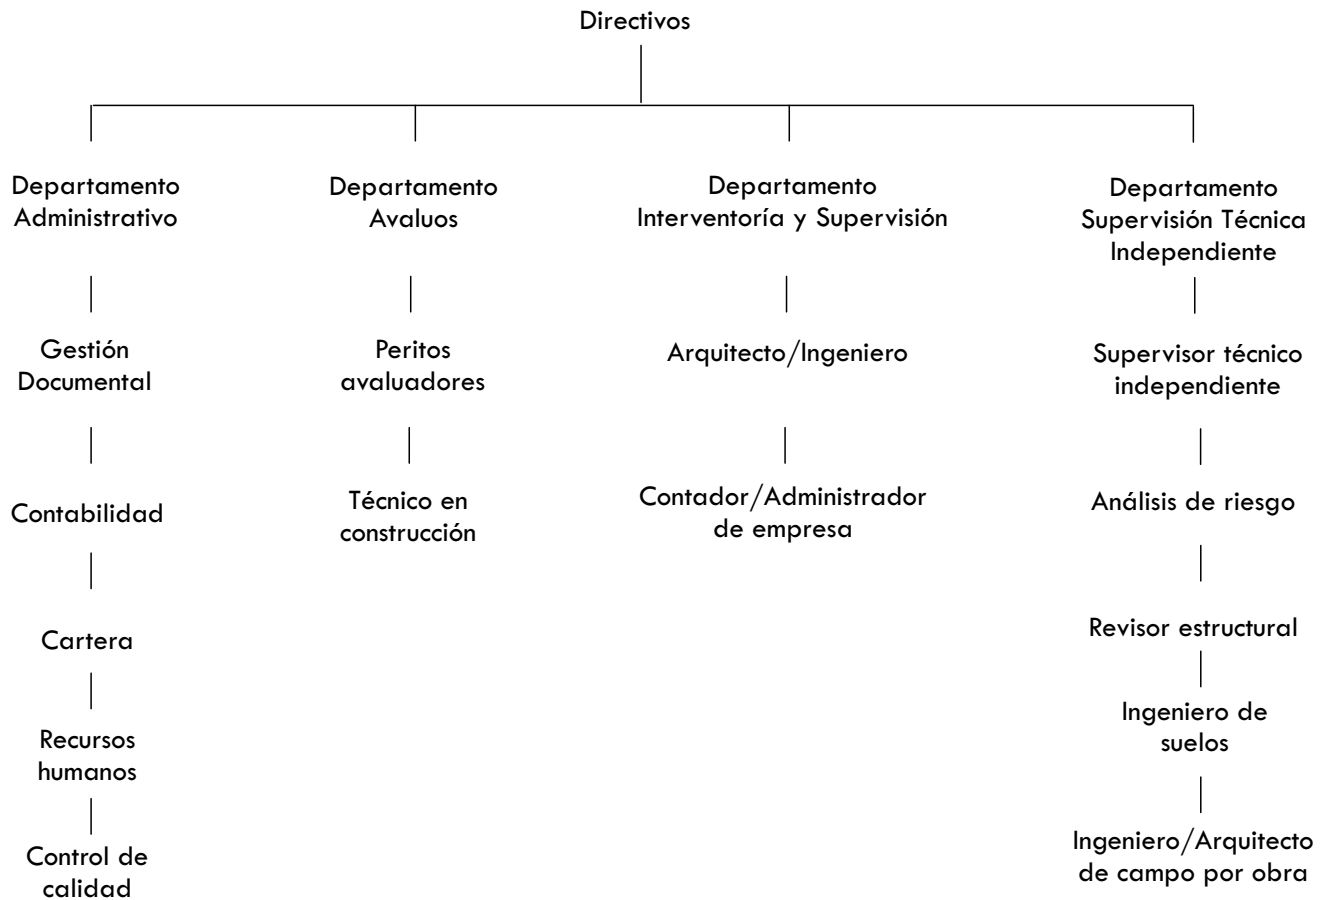 Directivos
Departamento
Administrativo
Departamento
Avaluos
Departamento
Interventoría y Supervisión
Departamento
Supervisión Técnica
Independiente
Gestión
Documental
Peritos
avaluadores
Arquitecto/Ingeniero
Supervisor técnico
independiente
Contabilidad
Técnico en
construcción
Contador/Administrador
de empresa
Análisis de riesgo
Cartera
Revisor estructural
Recursos
humanos
Ingeniero de
suelos
Control de
calidad
Ingeniero/Arquitecto
de campo por obra